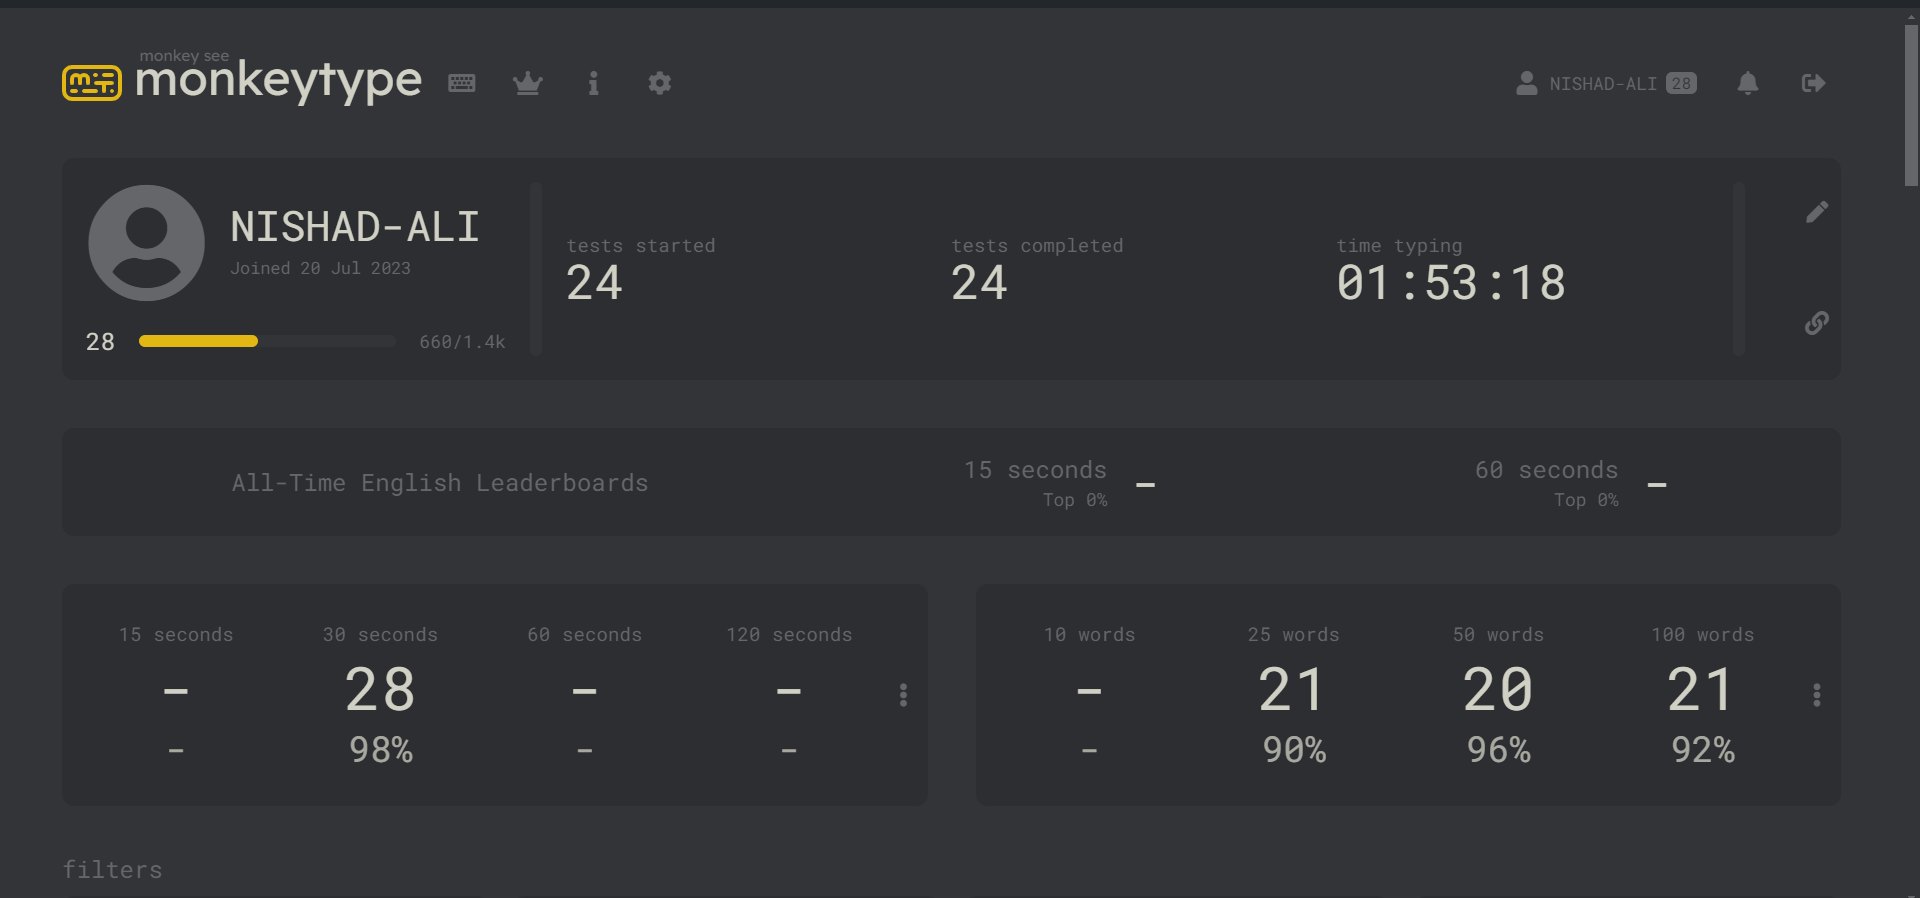 monkey see
monkeytype
NISHAD-ALI 28
NISHAD-ALI
Joined 20 Jul 2023
28 660/1.4k
tests started
24
tests completed
24
time typing
01:53:18
All-Time English Leaderboards
15 seconds
Top 0%
-
60 seconds
Top 0%
-
15 seconds
-
-
30 seconds
28
98%
60 seconds
-
-
120 seconds
-
-
10 words
-
-
25 words
21
90%
50 words
20
96%
100 words
21
92%
filters